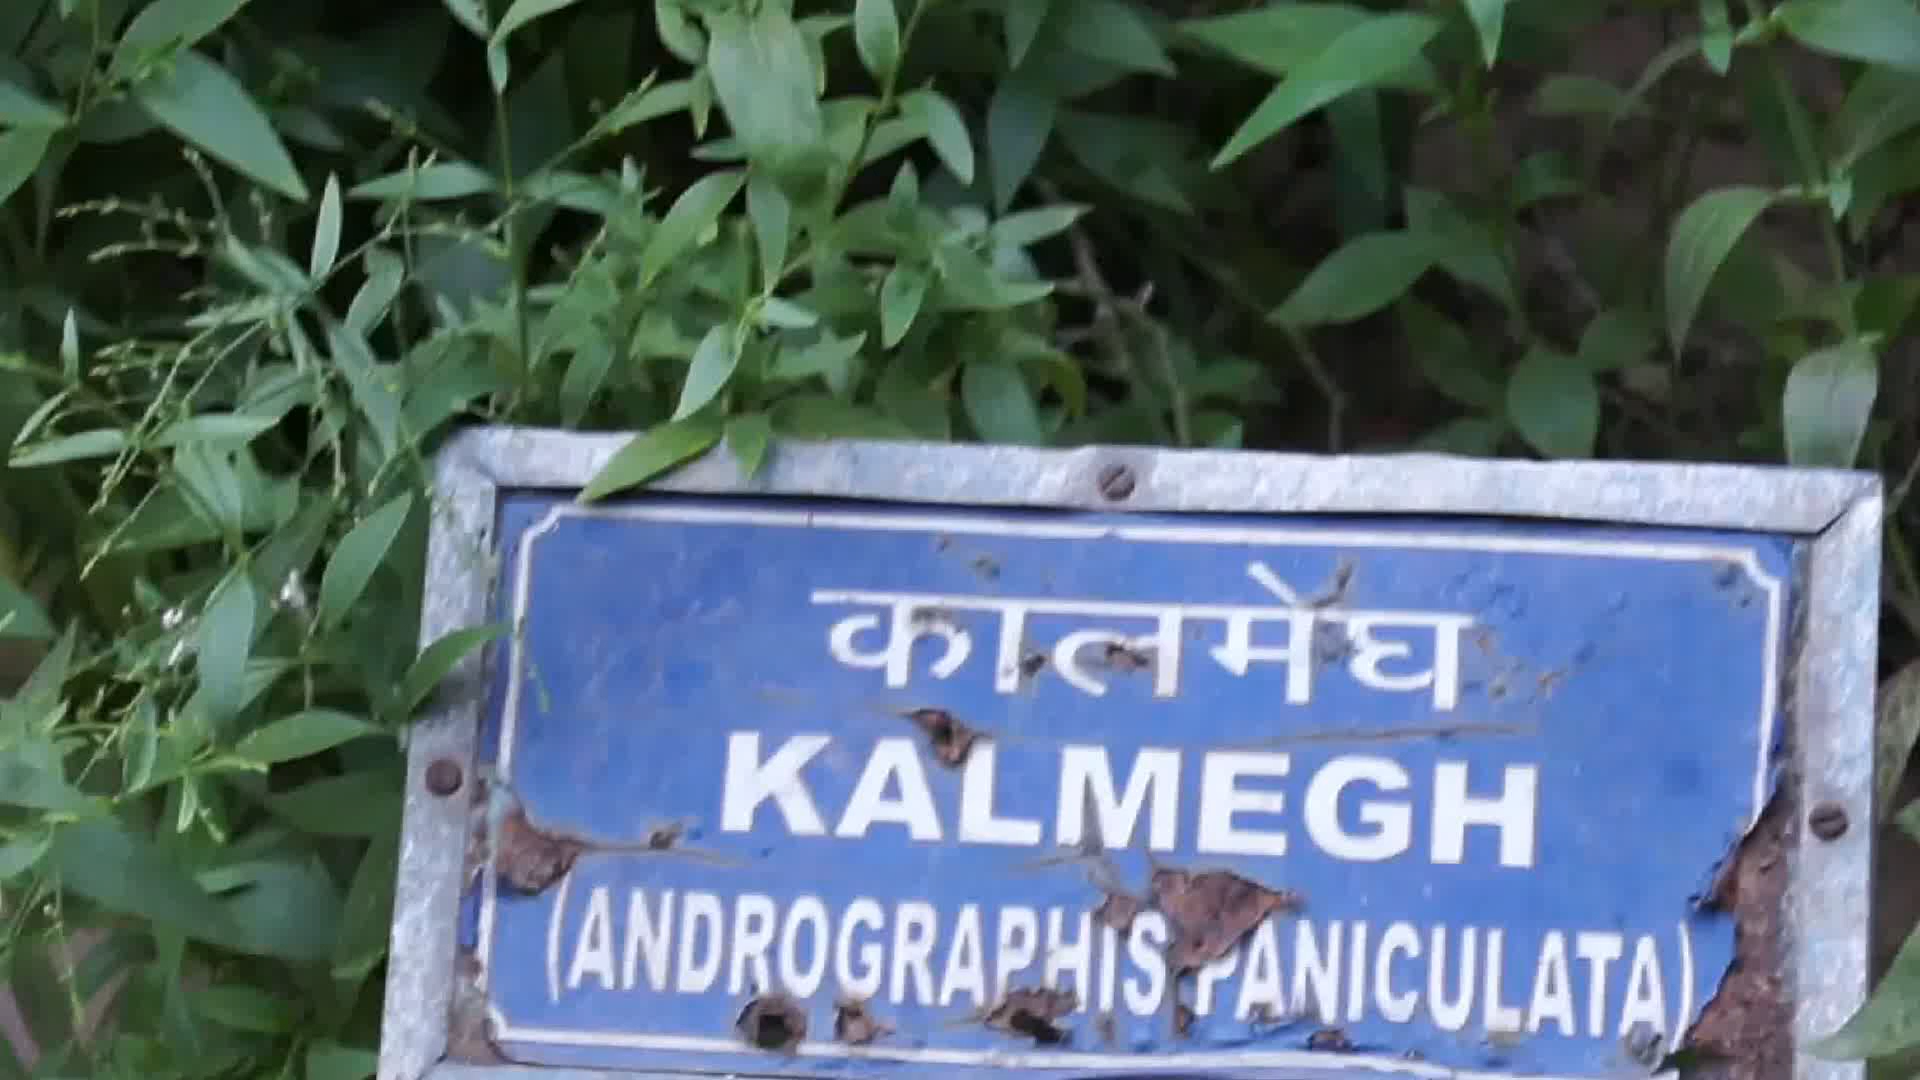 कालमेघ
KALMEGH
(ANDROGRAPHIS PANICULATA)